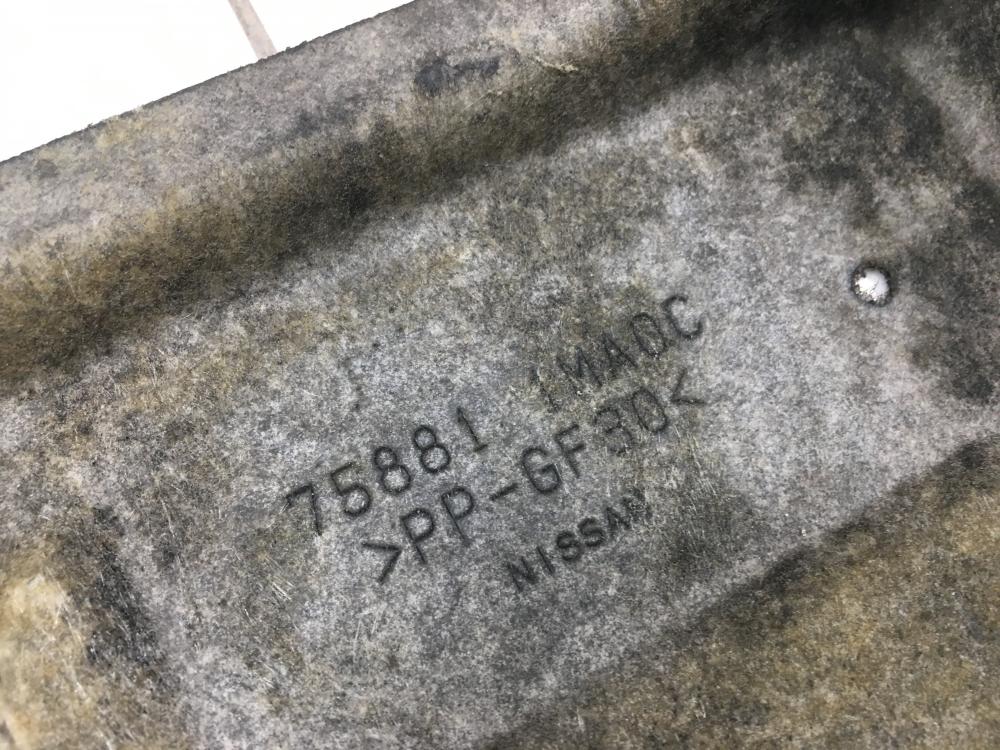 75881 1MA0C
>PP-GF30<
NISSAN